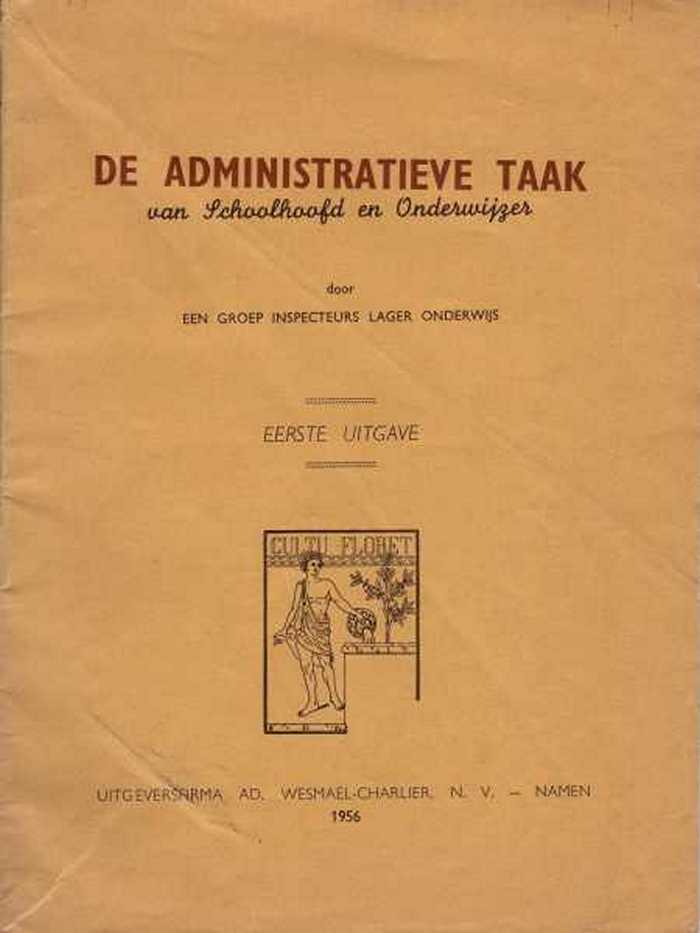 DE ADMINISTRATIEVE TAAK
van Schoolhoofd en Onderwijzer
door
EEN GROEP INSPECTEURS LAGER ONDERWIJS
EERSTE UITGAVE
CULTU FLORET
UITGEVERSFIRMA AD. WESMAEL-CHARLIER, N. V. – NAMEN
1956